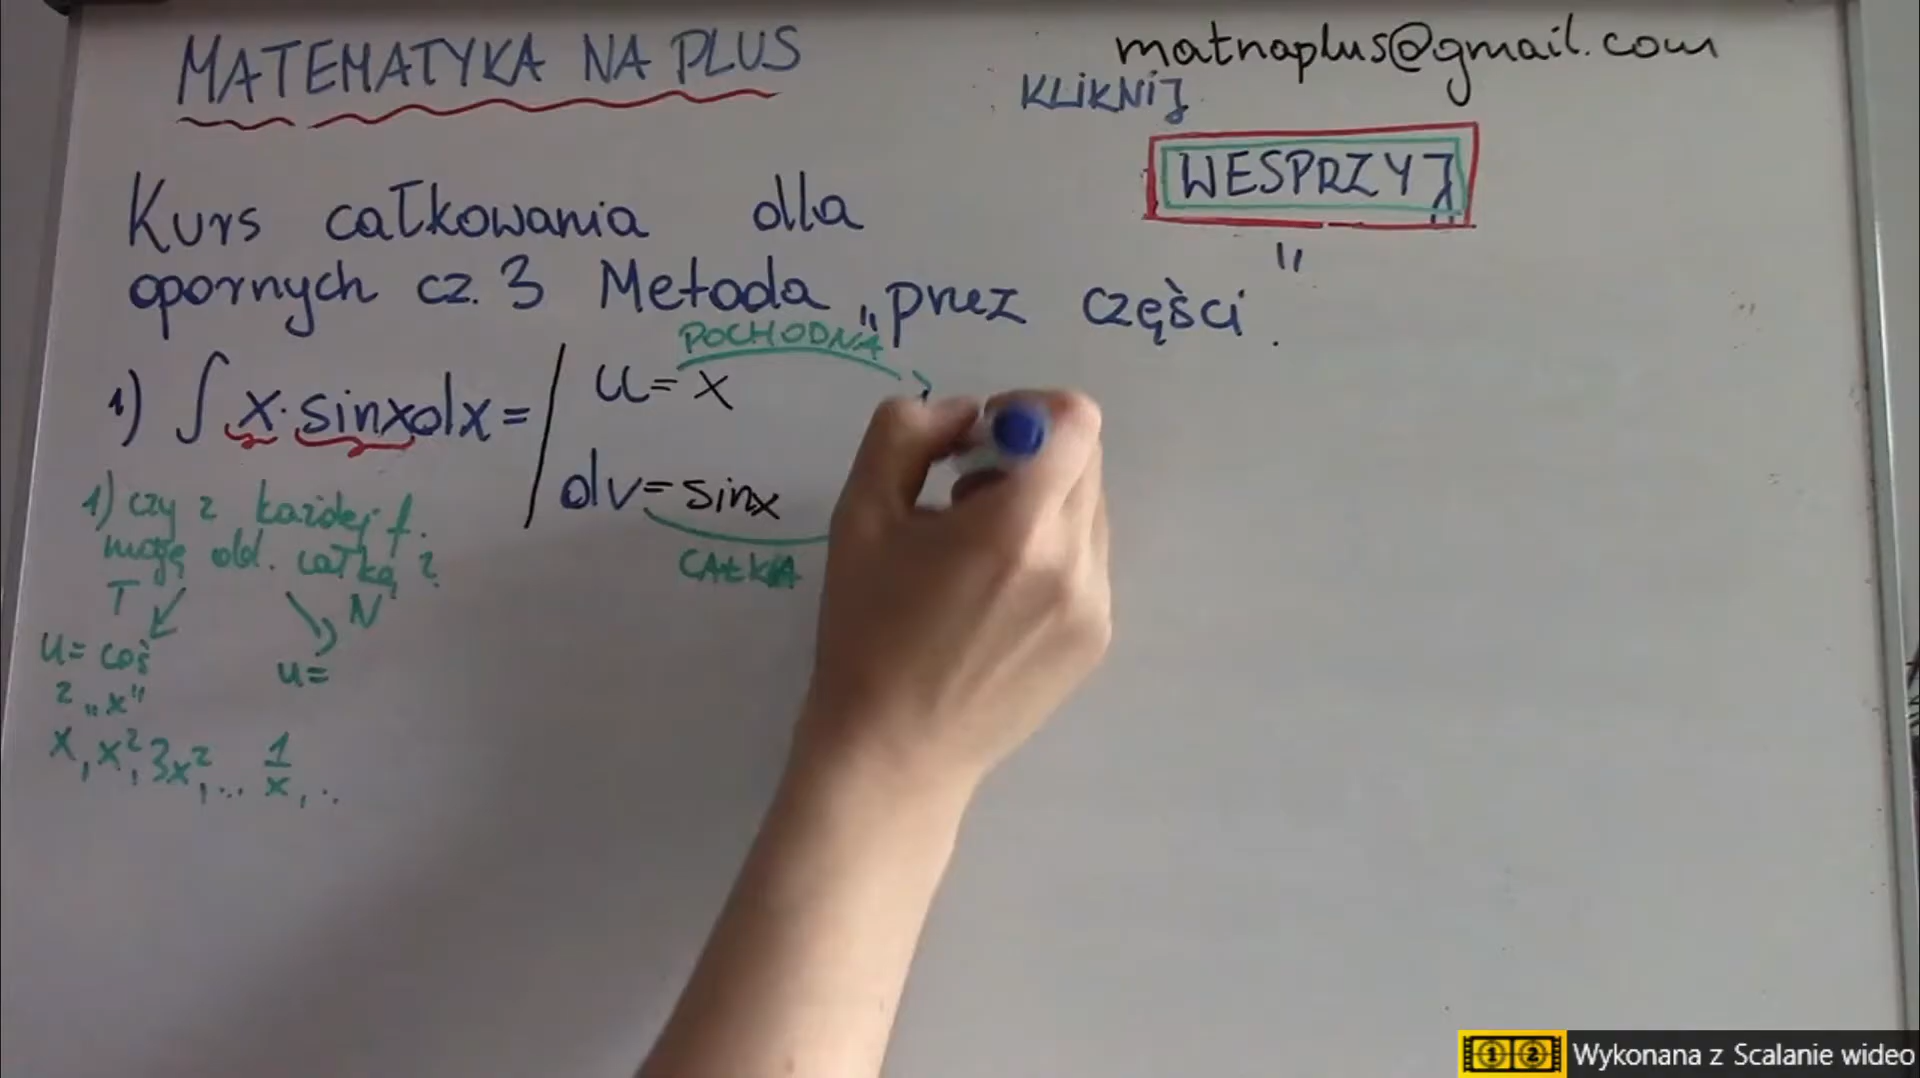 MATEMATYKA NA PLUS
matnaplus@gmail.com
KLIKNIJ
WESPRZYJ
Kurs całkowania dla
opornych cz. 3 Metoda „przez części"
POCHODNA
1) ∫ x · sinx dx = | u = x
dv = sinx
CAŁKA
1) czy z każdej f.
mogę obl. całkę ?
T N
u = coś
u =
z „x"
x, x², 3x², ... 1/x, ..
Wykonana z Scalanie wideo